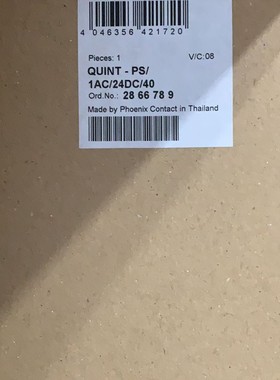 4 046356 421720
Pieces: 1 V/C:08
QUINT - PS/
1AC/24DC/40
Ord.No.: 28 66 78 9
Made by Phoenix Contact in Thailand